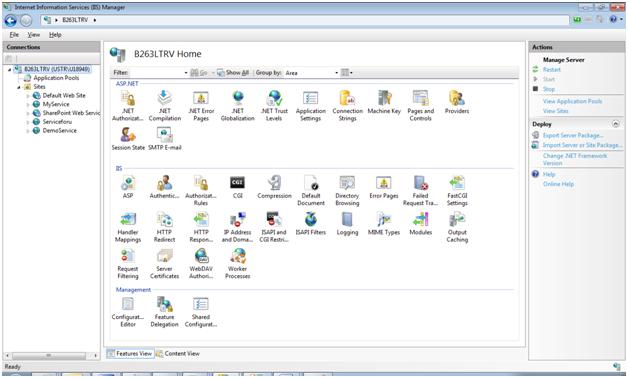 Internet Information Services (IIS) Manager
B263LTRV
File View Help
Connections
B263LTRV (USTR\U18949)
Application Pools
Sites
Default Web Site
MyService
SharePoint Web Servic
Serviceforu
DemoService
B263LTRV Home
Filter: Go Show All Group by: Area
ASP.NET
.NET Authorizat... .NET Compilation .NET Error Pages .NET Globalization .NET Trust Levels Application Settings Connection Strings Machine Key Pages and Controls Providers
Session State SMTP E-mail
IIS
ASP Authentic... Authorizat... Rules CGI Compression Default Document Directory Browsing Error Pages Failed Request Tra... FastCGI Settings
Handler Mappings HTTP Redirect HTTP Respon... IP Address and Doma... ISAPI and CGI Restri... ISAPI Filters Logging MIME Types Modules Output Caching
Request Filtering Server Certificates WebDAV Authori... Worker Processes
Management
Configurat... Editor Feature Delegation Shared Configurat...
Features View Content View
Ready
Actions
Manage Server
Restart
Start
Stop
View Application Pools
View Sites
Deploy
Export Server Package...
Import Server or Site Package...
Change .NET Framework
Version
Help
Online Help